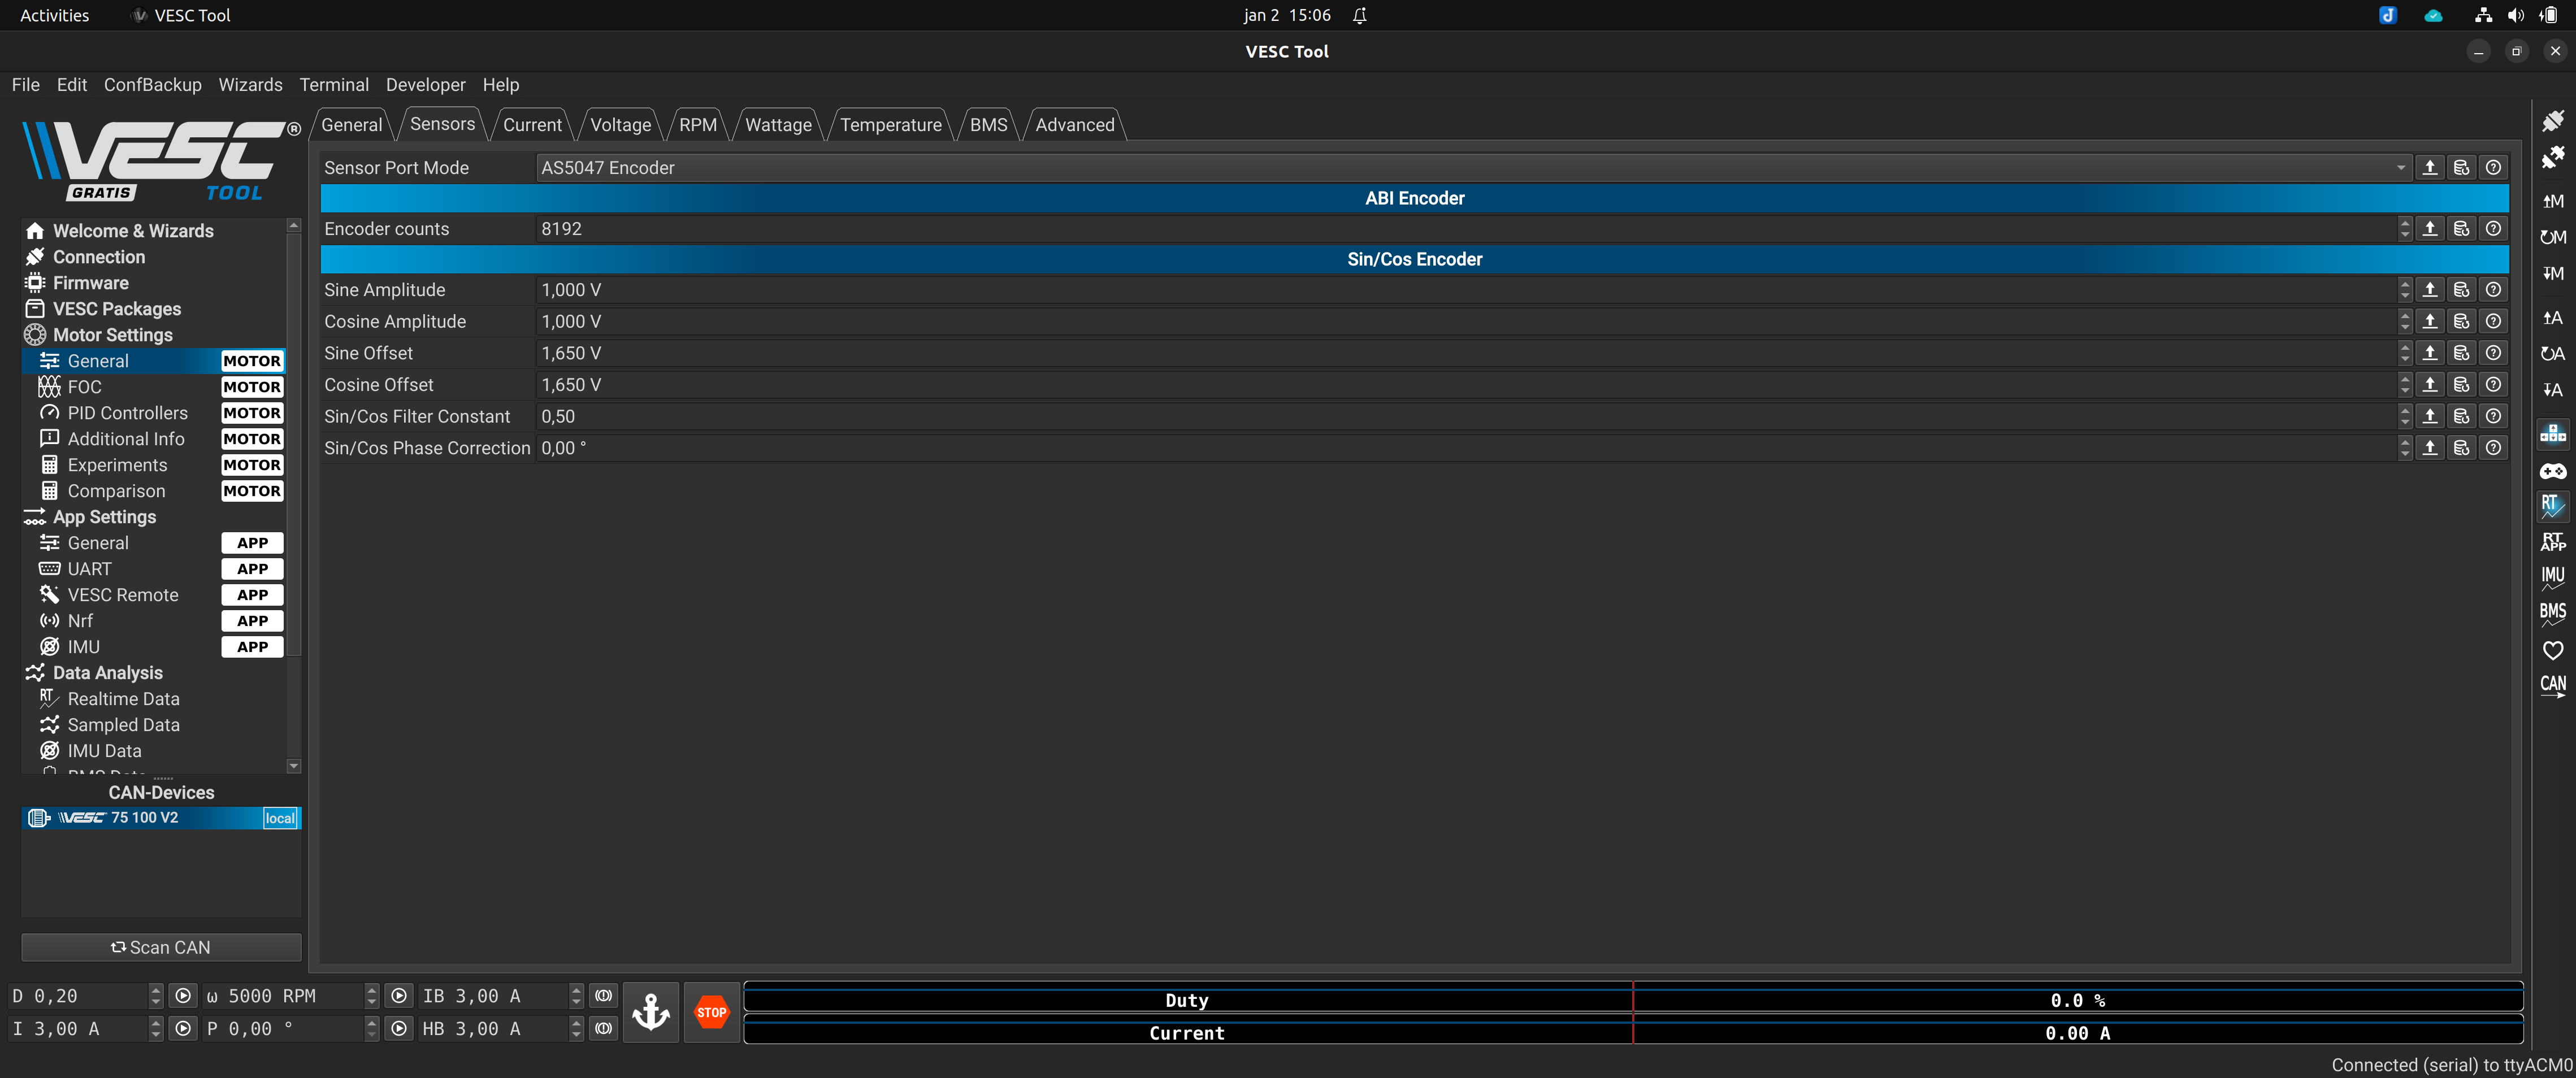 Activities VESC Tool jan 2 15:06
VESC Tool
File Edit ConfBackup Wizards Terminal Developer Help
VESC®
GRATIS TOOL
General Sensors Current Voltage RPM Wattage Temperature BMS Advanced
Sensor Port Mode AS5047 Encoder
ABI Encoder
Encoder counts 8192
Sin/Cos Encoder
Sine Amplitude 1,000 V
Cosine Amplitude 1,000 V
Sine Offset 1,650 V
Cosine Offset 1,650 V
Sin/Cos Filter Constant 0,50
Sin/Cos Phase Correction 0,00 °
Welcome & Wizards
Connection
Firmware
VESC Packages
Motor Settings
General MOTOR
FOC MOTOR
PID Controllers MOTOR
Additional Info MOTOR
Experiments MOTOR
Comparison MOTOR
App Settings
General APP
UART APP
VESC Remote APP
Nrf APP
IMU APP
Data Analysis
RT Realtime Data
Sampled Data
IMU Data
BMS Data
CAN-Devices
VESC 75 100 V2 local
Scan CAN
M
M
M
A
A
A
RT
RT
APP
IMU
BMS
CAN
D 0,20 ω 5000 RPM IB 3,00 A
I 3,00 A P 0,00 ° HB 3,00 A
STOP
Duty 0.0 %
Current 0.00 A
Connected (serial) to ttyACM0